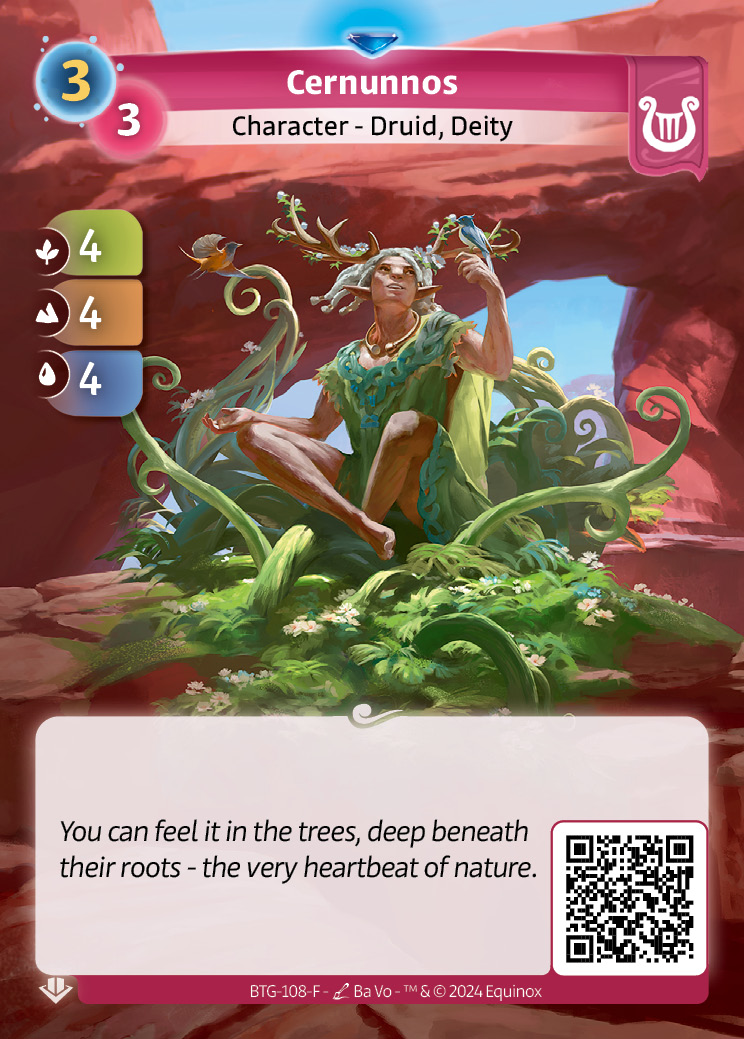 3
Cernunnos
3
Character - Druid, Deity
4
4
4
You can feel it in the trees, deep beneath
their roots - the very heartbeat of nature.
BTG-108-F - Ba Vo - ™ & © 2024 Equinox